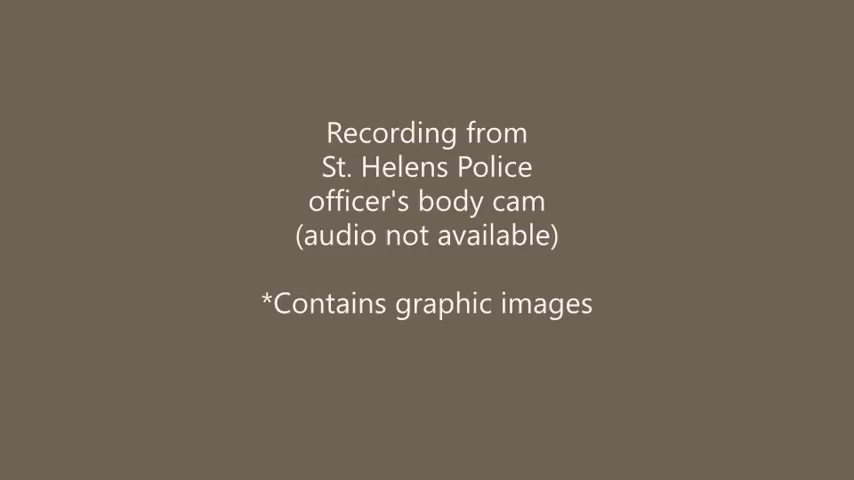 Recording from
St. Helens Police
officer's body cam
(audio not available)
*Contains graphic images